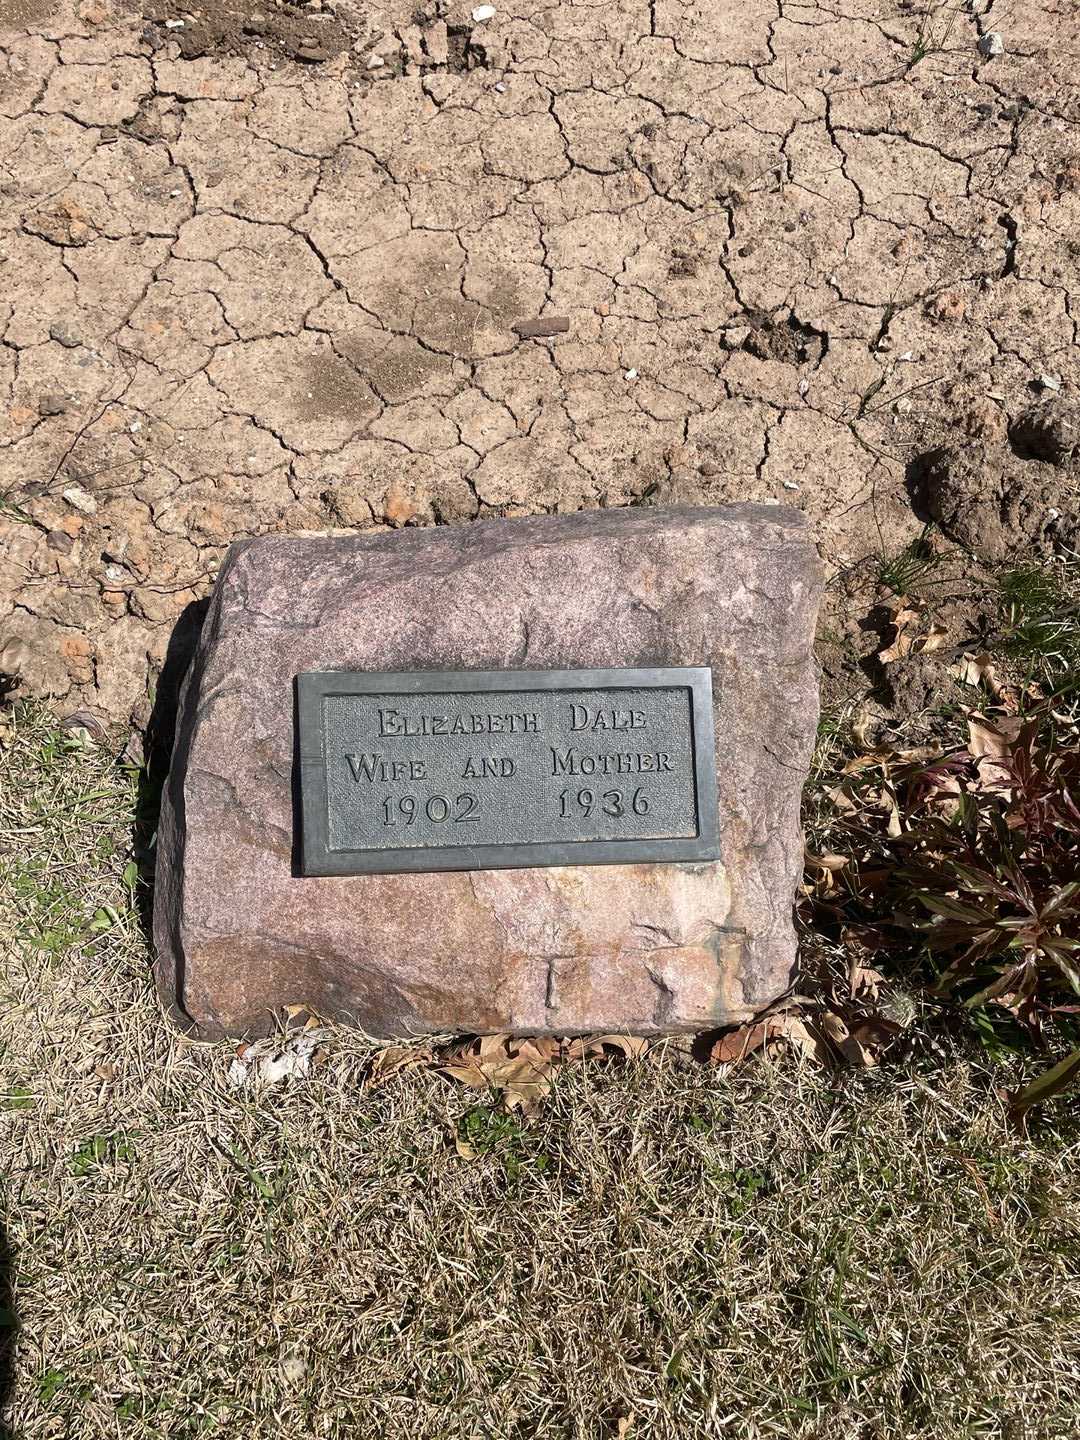 Elizabeth Dale
Wife and Mother
1902 1936